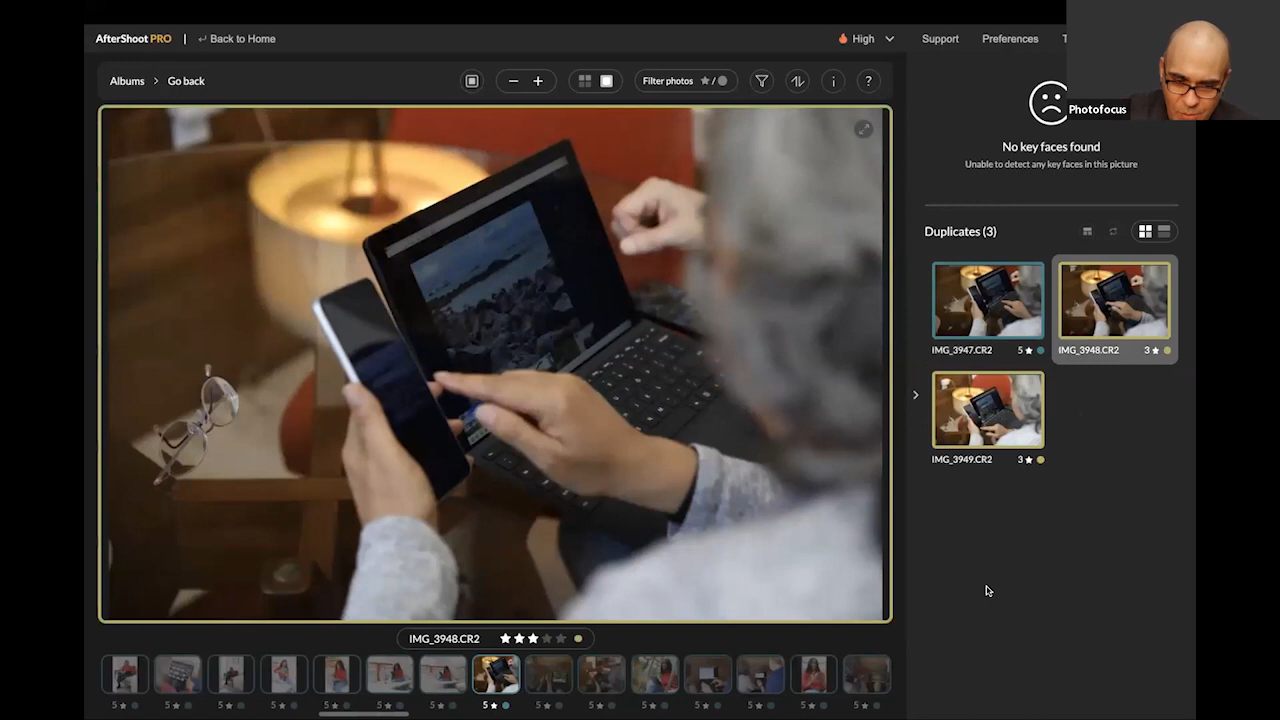 AfterShoot PRO | ↩ Back to Home
High
Support Preferences
Albums > Go back
Filter photos ★ /
i
?
Photofocus
No key faces found
Unable to detect any key faces in this picture
Duplicates (3)
IMG_3947.CR2 5 ★
IMG_3948.CR2 3 ★
IMG_3949.CR2 3 ★
IMG_3948.CR2 ★★★★★
5 ★ 5 ★ 5 ★ 5 ★ 5 ★ 5 ★ 5 ★ 5 ★ 5 ★ 5 ★ 5 ★ 5 ★ 5 ★ 5 ★ 5 ★